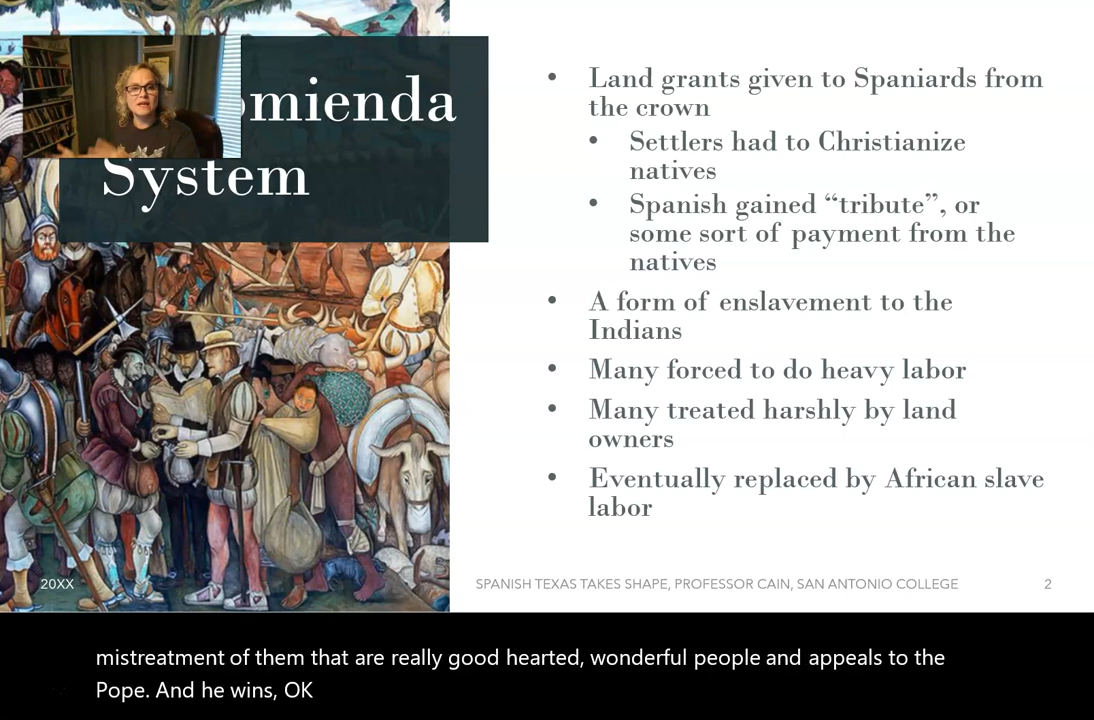 omienda
System
• Land grants given to Spaniards from
the crown
• Settlers had to Christianize
natives
• Spanish gained “tribute”, or
some sort of payment from the
natives
• A form of enslavement to the
Indians
• Many forced to do heavy labor
• Many treated harshly by land
owners
• Eventually replaced by African slave
labor
20XX
SPANISH TEXAS TAKES SHAPE, PROFESSOR CAIN, SAN ANTONIO COLLEGE
2
mistreatment of them that are really good hearted, wonderful people and appeals to the
Pope. And he wins, OK